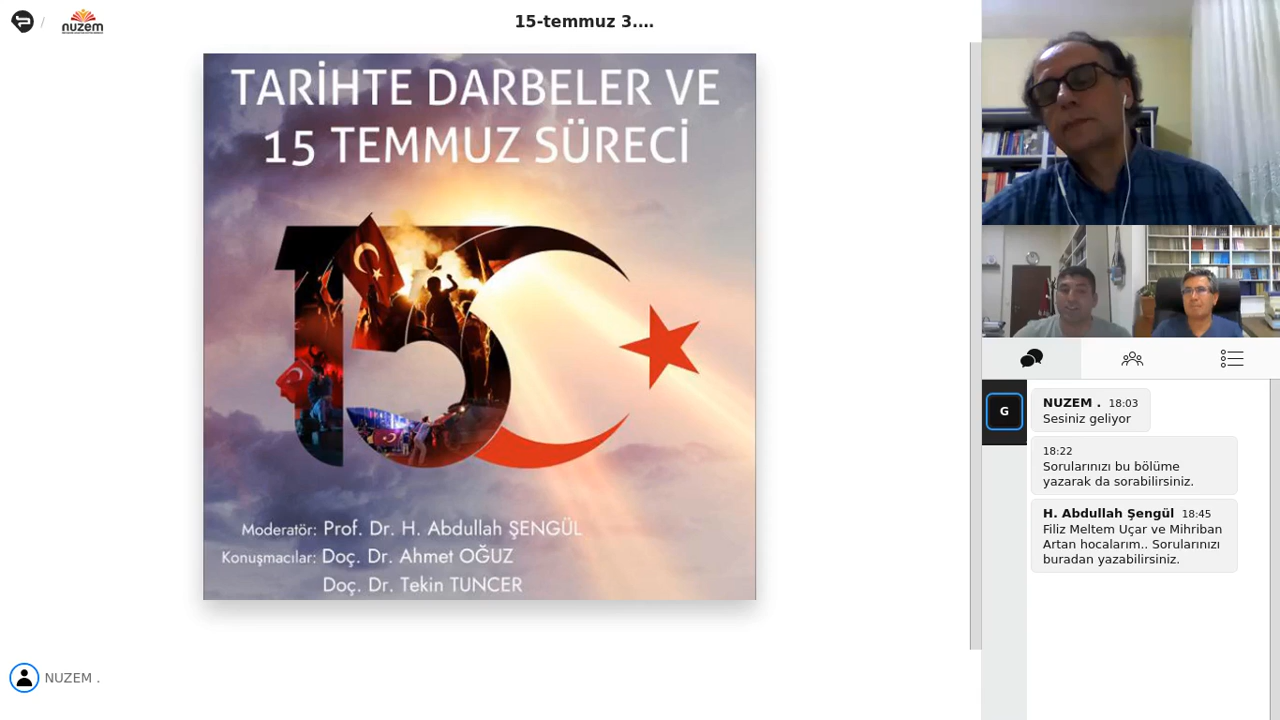 nuzem
15-temmuz 3....
TARİHTE DARBELER VE
15 TEMMUZ SÜRECİ
15
Moderatör: Prof. Dr. H. Abdullah ŞENGÜL
Konuşmacılar: Doç. Dr. Ahmet OĞUZ
Doç. Dr. Tekin TUNCER
NUZEM .
G
NUZEM . 18:03
Sesiniz geliyor
18:22
Sorularınızı bu bölüme
yazarak da sorabilirsiniz.
H. Abdullah Şengül 18:45
Filiz Meltem Uçar ve Mihriban
Artan hocalarım.. Sorularınızı
buradan yazabilirsiniz.